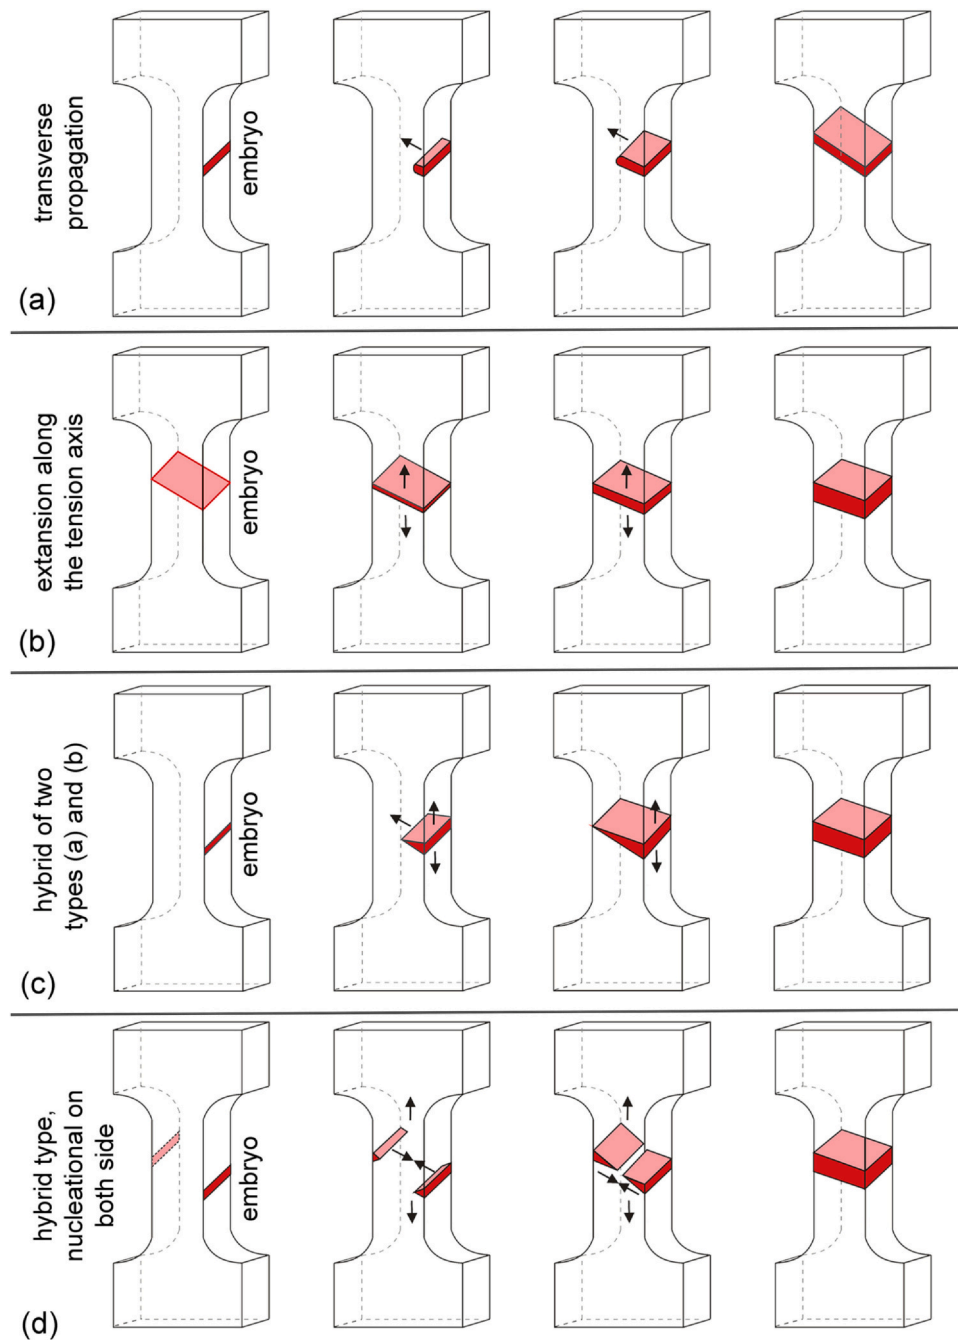 transverse
propagation
embryo
(a)
extansion along
the tension axis
embryo
(b)
hybrid of two
types (a) and (b)
embryo
(c)
hybrid type,
nucleational on
both side
embryo
(d)